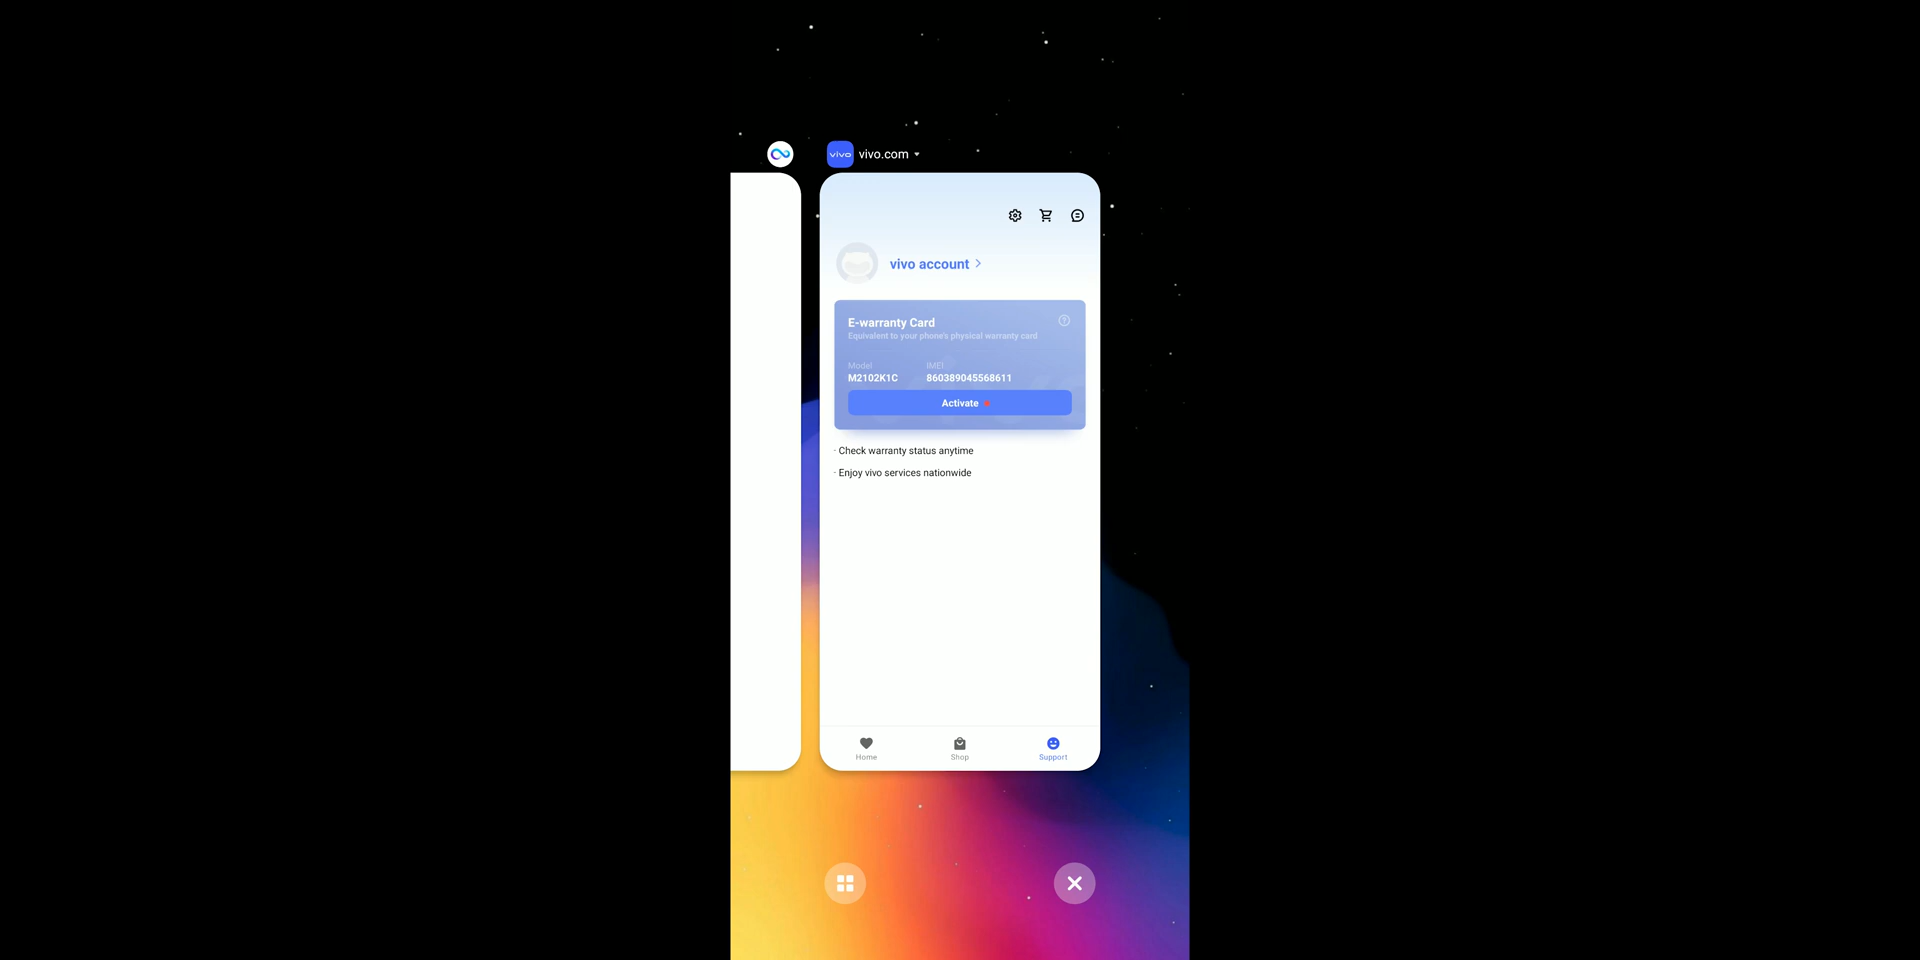 vivo vivo.com
vivo account
E-warranty Card
Equivalent to your phone's physical warranty card
Model IMEI
M2102K1C 860389045568611
Activate
· Check warranty status anytime
· Enjoy vivo services nationwide
Home Shop Support